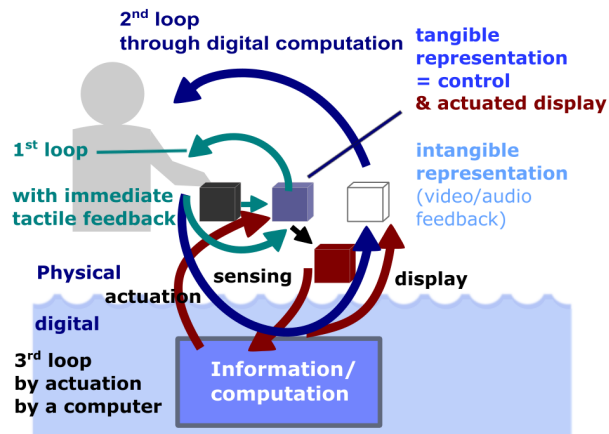 2nd loop
through digital computation
tangible
representation
= control
& actuated display
1st loop
intangible
representation
(video/audio
feedback)
with immediate
tactile feedback
Physical
sensing
display
actuation
digital
3rd loop
by actuation
by a computer
Information/
computation